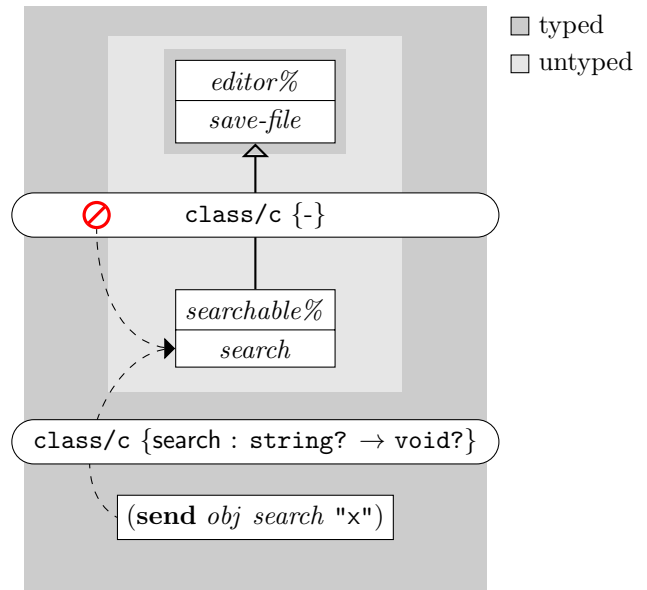 typed
untyped
editor%
save-file
class/c {-}
searchable%
search
class/c {search : string? → void?}
(send obj search "x")